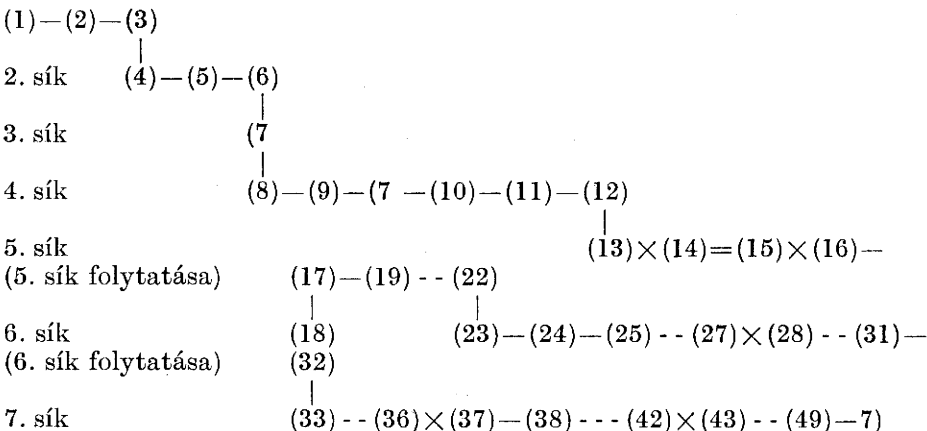 (1)—(2)—(3)
2. sík (4)—(5)—(6)
3. sík (7
4. sík (8)—(9)—(7 —(10)—(11)—(12)
5. sík (13)×(14)=(15)×(16)—
(5. sík folytatása) (17)—(19) - - (22)
6. sík (18) (23)—(24)—(25) - - (27)×(28) - - (31)—
(6. sík folytatása) (32)
7. sík (33) - - (36)×(37)—(38) - - - (42)×(43) - - (49)—7)